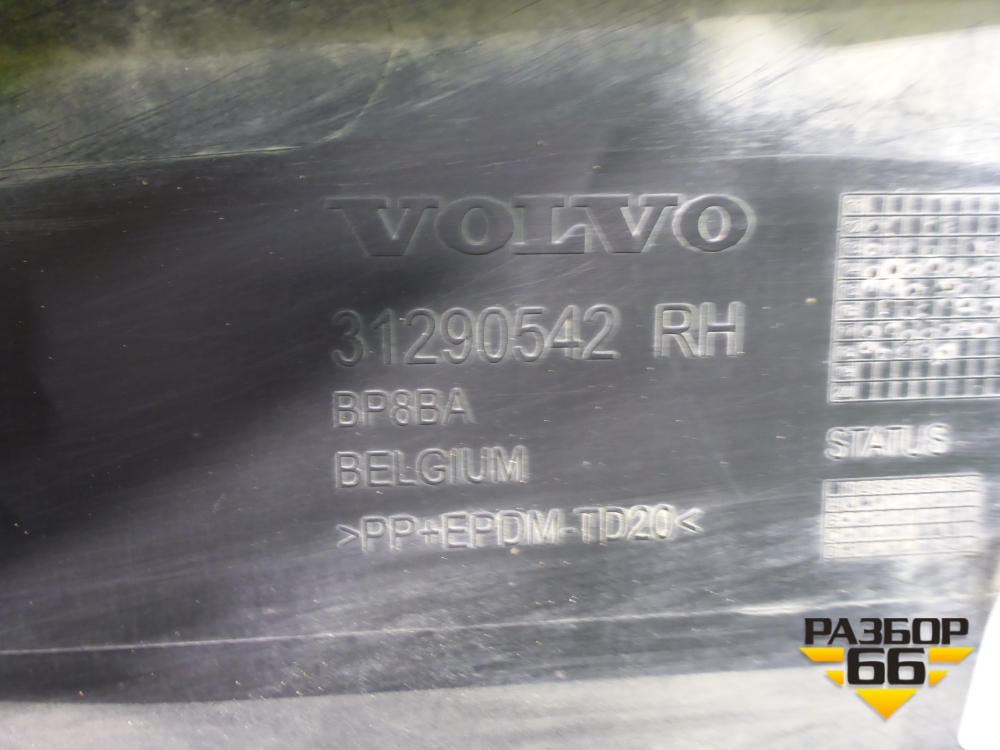 VOLVO
31290542 RH
BP8BA
BELGIUM
>PP+EPDM-TD20<
STATUS
РАЗБОР
66